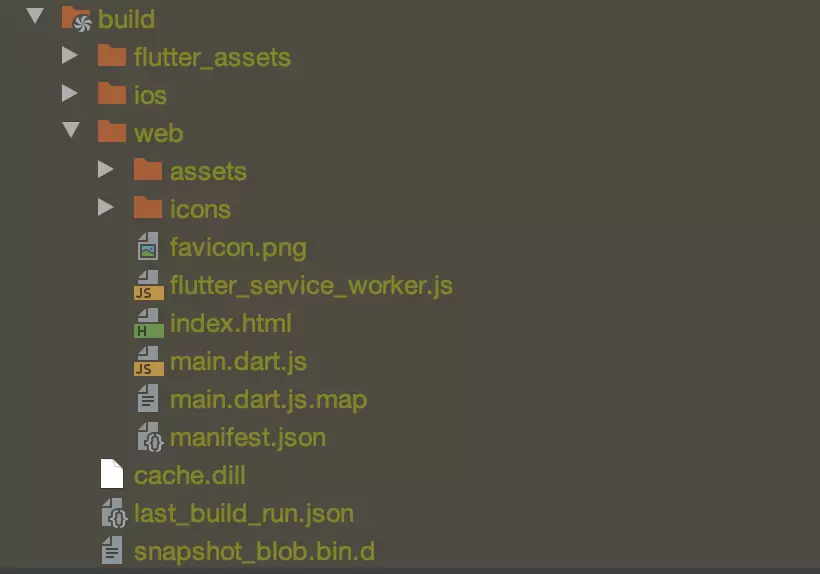 build
flutter_assets
ios
web
assets
icons
favicon.png
JS flutter_service_worker.js
H index.html
JS main.dart.js
main.dart.js.map
{} manifest.json
cache.dill
{} last_build_run.json
snapshot_blob.bin.d